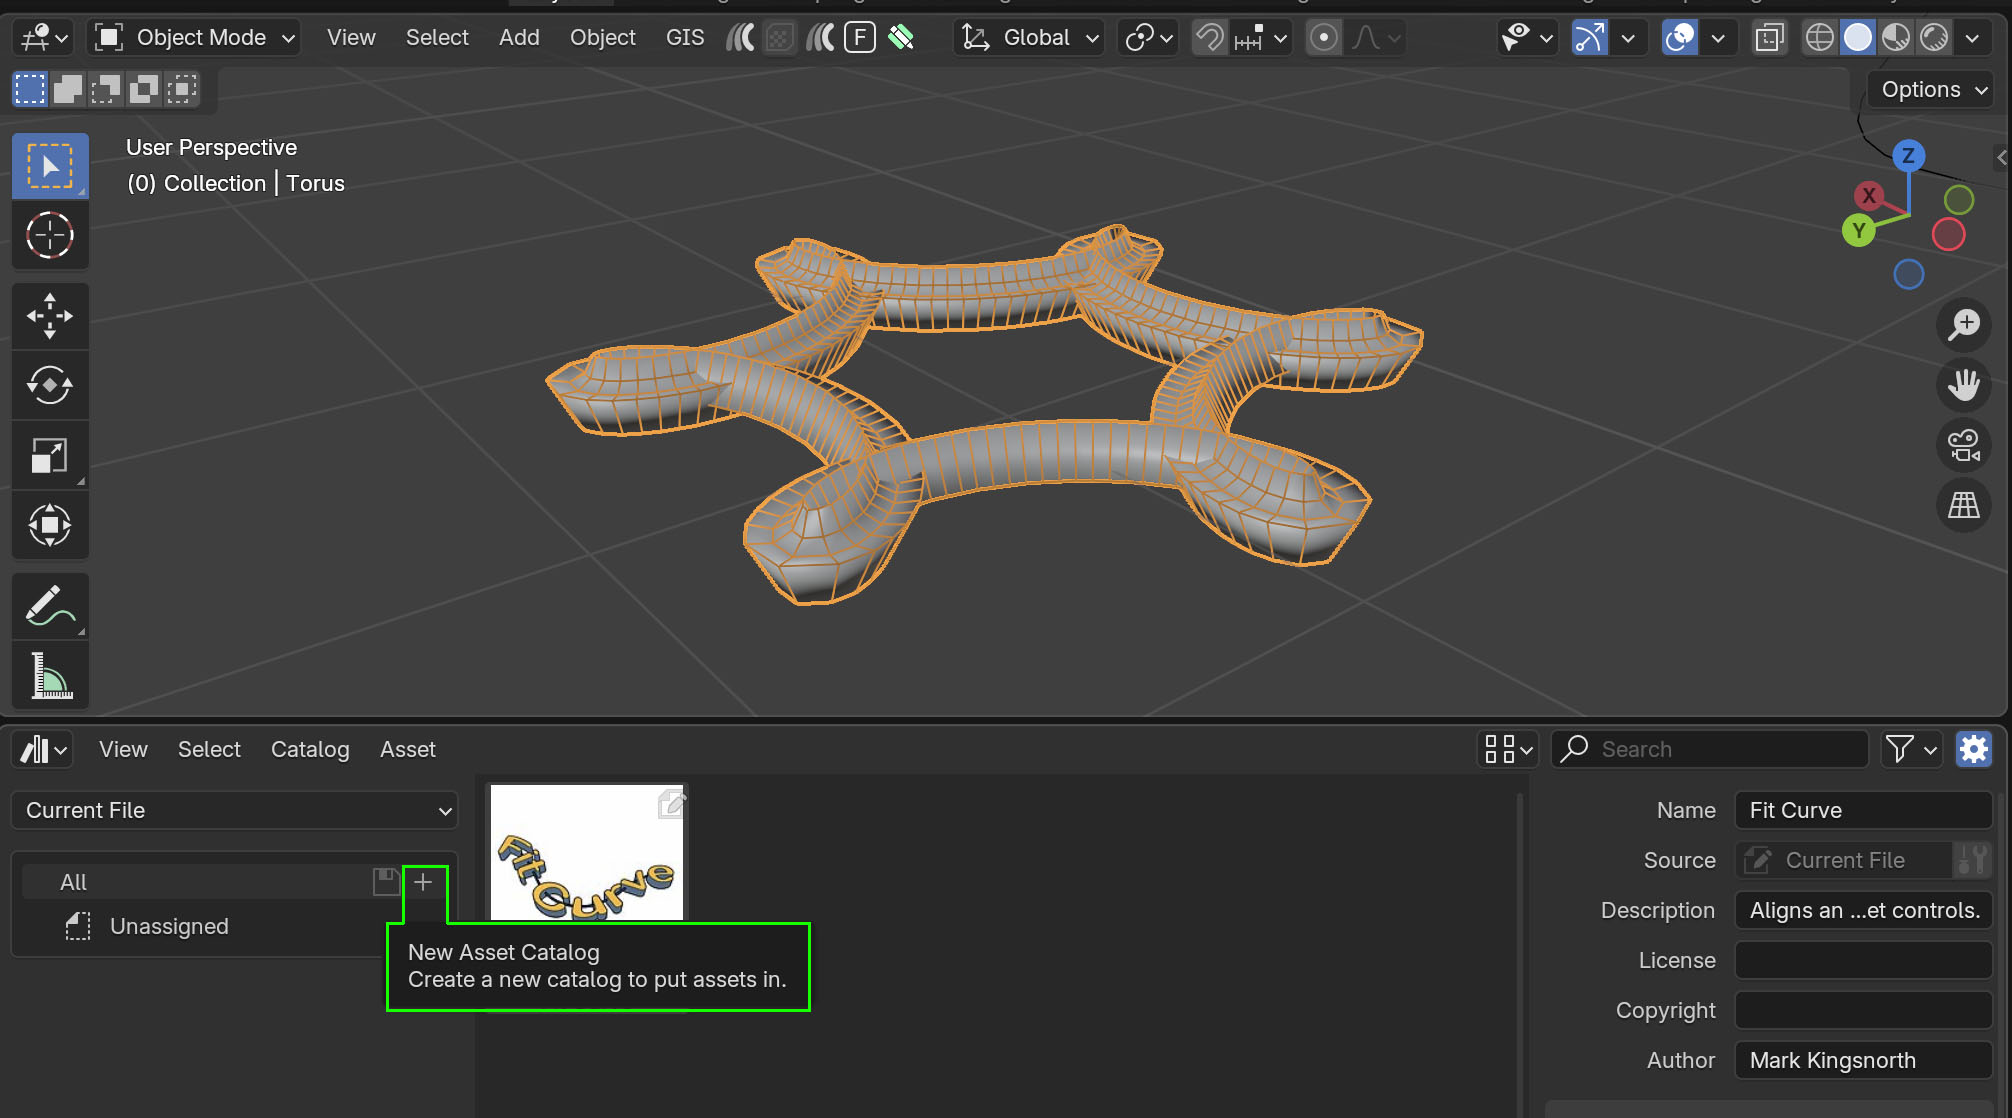 Object Mode
View
Select
Add
Object
GIS
F
Global
Options
User Perspective
(0) Collection | Torus
Z
X
Y
View
Select
Catalog
Asset
Search
Current File
All
Unassigned
Fit Curve
New Asset Catalog
Create a new catalog to put assets in.
Name
Fit Curve
Source
Current File
Description
Aligns an ...et controls.
License
Copyright
Author
Mark Kingsnorth